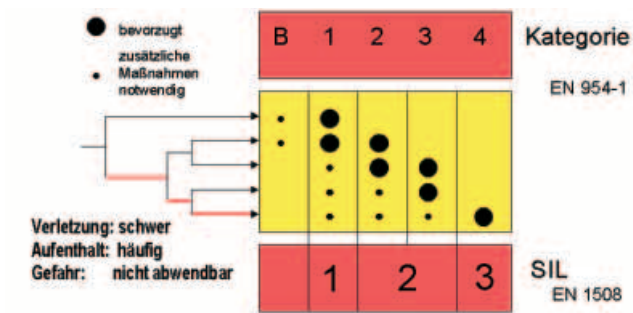 bevorzugt
zusätzliche
Maßnahmen
notwendig
B 1 2 3 4 Kategorie
EN 954-1
Verletzung: schwer
Aufenthalt: häufig
Gefahr: nicht abwendbar
1 2 3 SIL
EN 1508